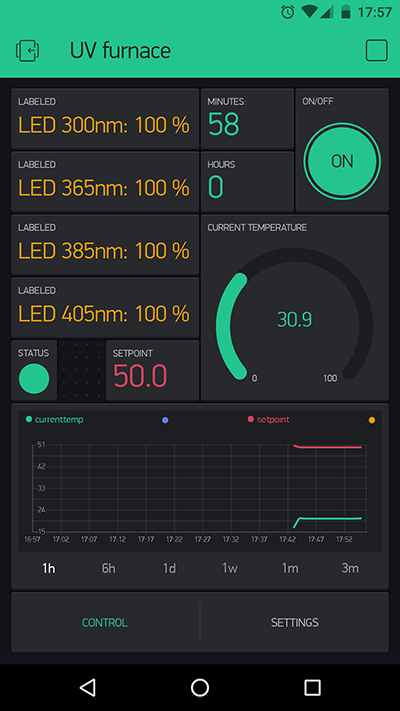 17:57
UV furnace
LABELED
LED 300nm: 100 %
MINUTES:
58
ON/OFF
ON
LABELED
LED 365nm: 100 %
HOURS
0
LABELED
LED 385nm: 100 %
CURRENT TEMPERATURE
30.9
0
100
LABELED
LED 405nm: 100 %
STATUS
SETPOINT
50.0
currenttemp
setpoint
51
42
33
24
15
16:57 17:02 17:07 17:12 17:17 17:22 17:27 17:32 17:37 17:42 17:47 17:52
1h 6h 1d 1w 1m 3m
CONTROL
SETTINGS